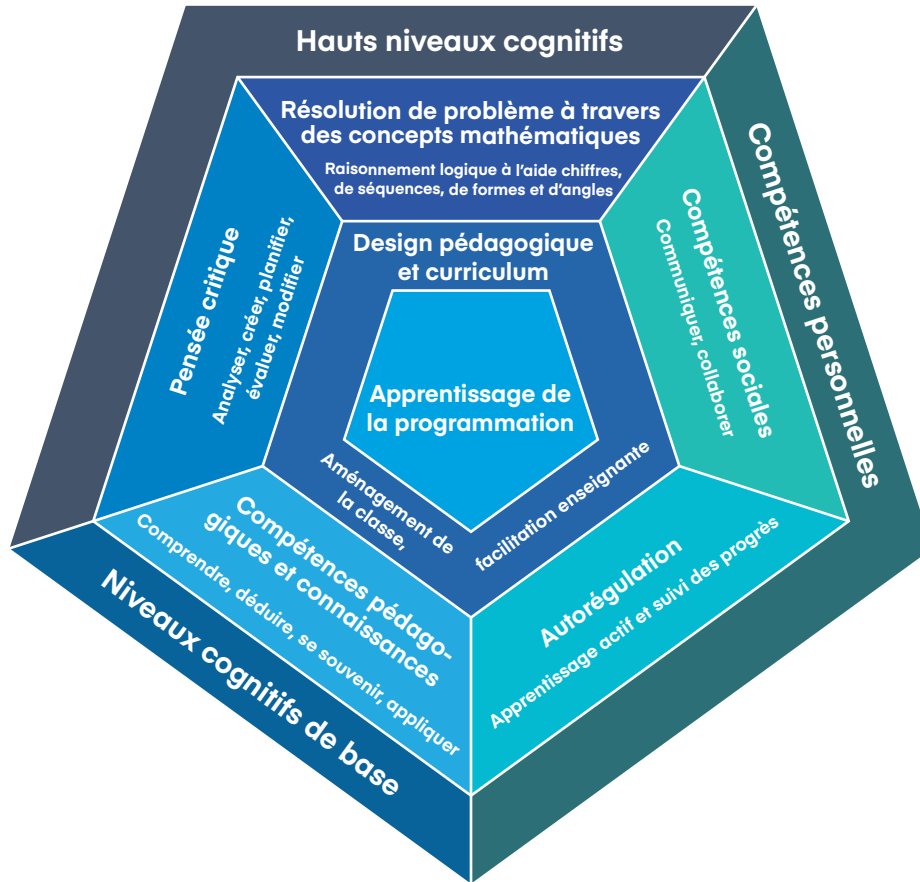 Hauts niveaux cognitifs
Résolution de problème à travers
des concepts mathématiques
Raisonnement logique à l'aide chiffres,
de séquences, de formes et d'angles
Pensée critique
Analyser, créer, planifier,
évaluer, modifier
Design pédagogique
et curriculum
Apprentissage de
la programmation
Aménagement de
la classe,
facilitation enseignante
Compétences sociales
Communiquer, collaborer
Compétences personnelles
Compétences pédago-
giques et connaissances
Comprendre, déduire, se souvenir, appliquer
Autorégulation
Apprentissage actif et suivi des progrès
Niveaux cognitifs de base